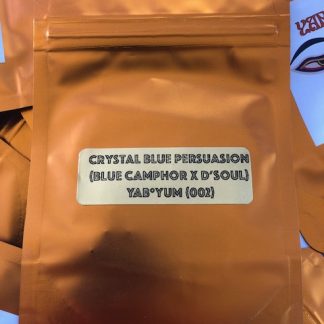 CRYSTAL BLUE PERSUASION
(BLUE CAMPHOR X D'SOUL)
YAB•YUM (002)